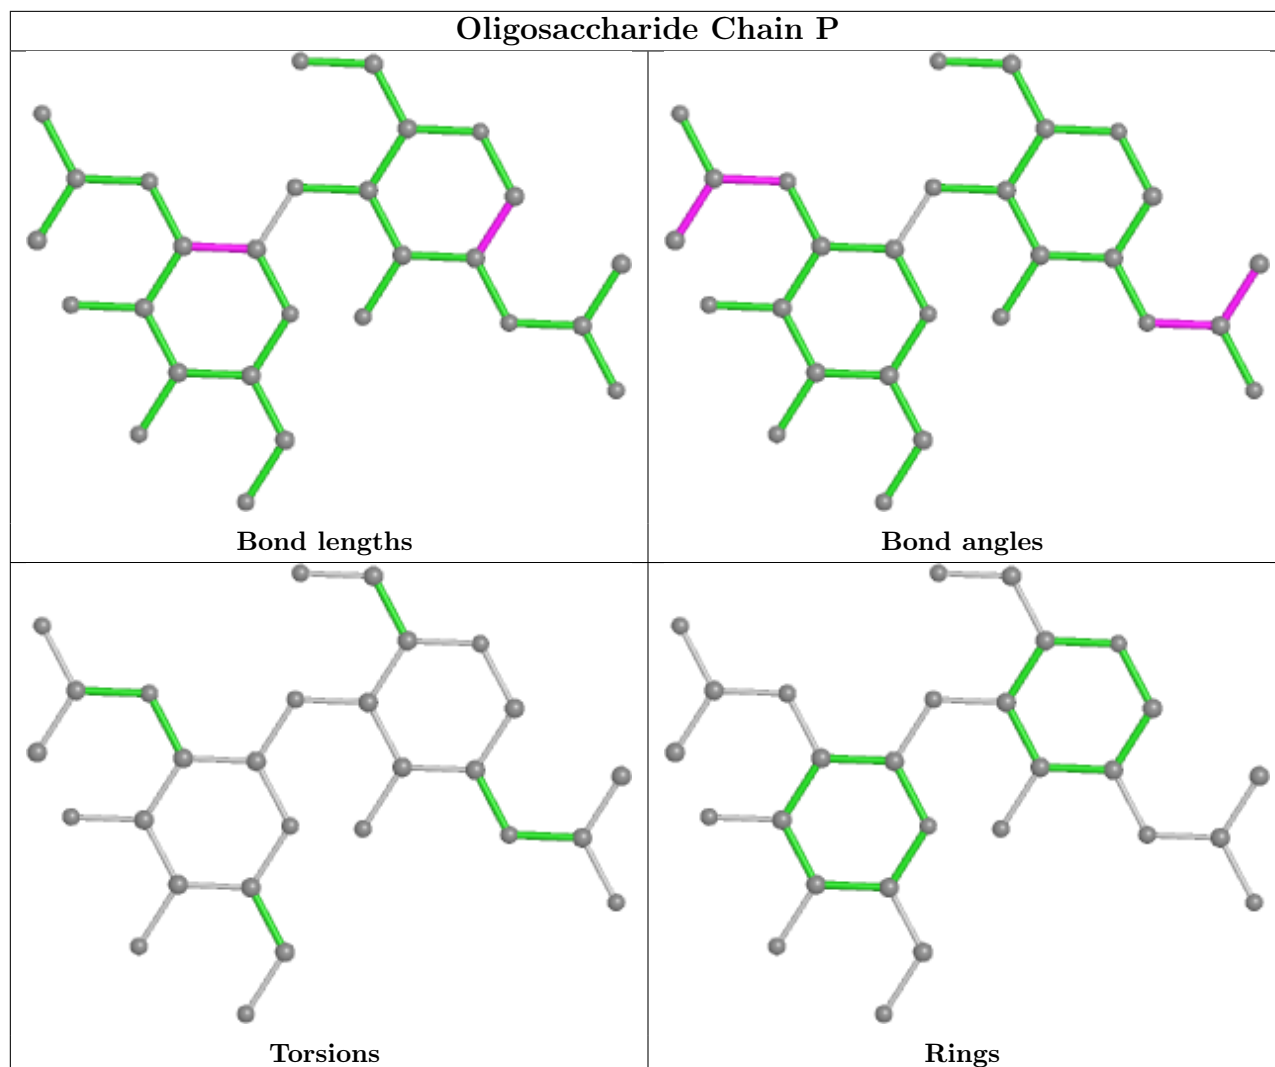 Oligosaccharide Chain P
Bond lengths
Bond angles
Torsions
Rings